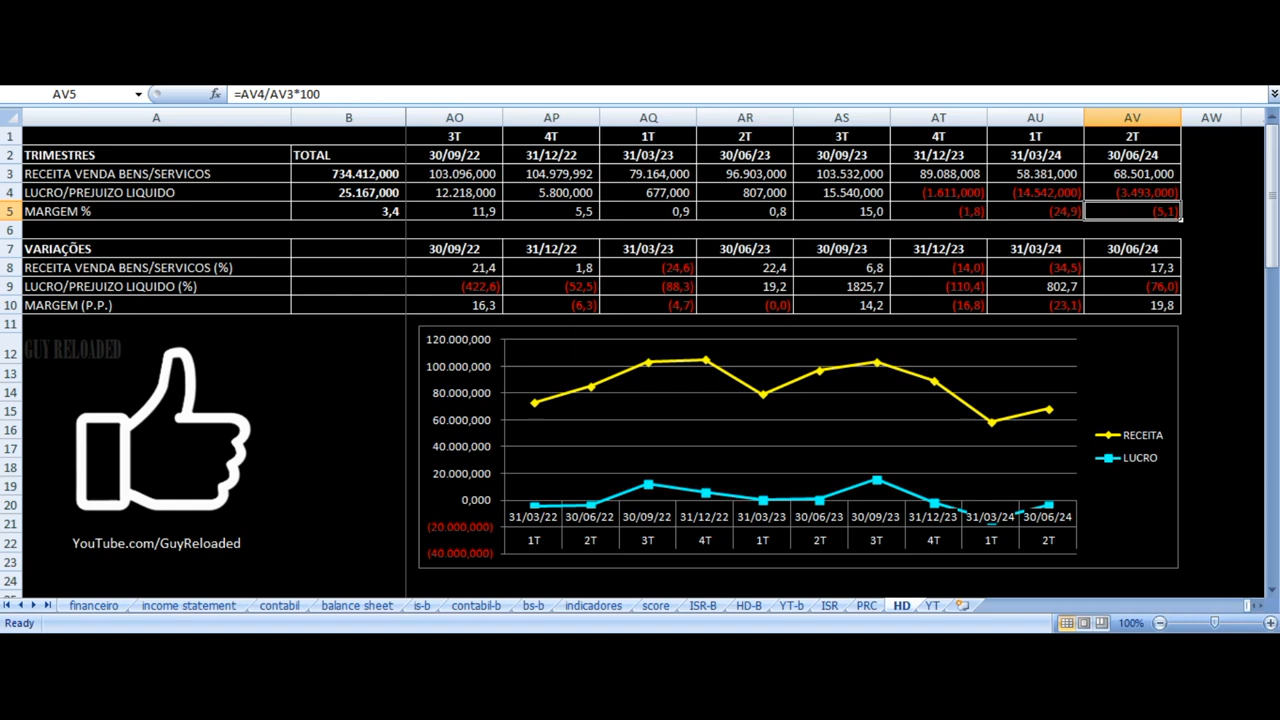 AV5 fx =AV4/AV3*100
A B AO AP AQ AR AS AT AU AV AW
1 3T 4T 1T 2T 3T 4T 1T 2T
2 TRIMESTRES TOTAL 30/09/22 31/12/22 31/03/23 30/06/23 30/09/23 31/12/23 31/03/24 30/06/24
3 RECEITA VENDA BENS/SERVICOS 734.412,000 103.096,000 104.979,992 79.164,000 96.903,000 103.532,000 89.088,008 58.381,000 68.501,000
4 LUCRO/PREJUIZO LIQUIDO 25.167,000 12.218,000 5.800,000 677,000 807,000 15.540,000 (1.611,000) (14.542,000) (3.493,000)
5 MARGEM % 3,4 11,9 5,5 0,9 0,8 15,0 (1,8) (24,9) (5,1)
6
7 VARIAÇÕES 30/09/22 31/12/22 31/03/23 30/06/23 30/09/23 31/12/23 31/03/24 30/06/24
8 RECEITA VENDA BENS/SERVICOS (%) 21,4 1,8 (24,6) 22,4 6,8 (14,0) (34,5) 17,3
9 LUCRO/PREJUIZO LIQUIDO (%) (422,6) (52,5) (88,3) 19,2 1825,7 (110,4) 802,7 (76,0)
10 MARGEM (P.P.) 16,3 (6,3) (4,7) (0,0) 14,2 (16,8) (23,1) 19,8
11
12 GUY RELOADED
13
14
15
16
17
18
19
20
21
22
23
24
YouTube.com/GuyReloaded
120.000,000
100.000,000
80.000,000
60.000,000
40.000,000
20.000,000
0,000
(20.000,000)
(40.000,000)
31/03/22 30/06/22 30/09/22 31/12/22 31/03/23 30/06/23 30/09/23 31/12/23 31/03/24 30/06/24
1T 2T 3T 4T 1T 2T 3T 4T 1T 2T
RECEITA
LUCRO
financeiro income statement contabil balance sheet is-b contabil-b bs-b indicadores score ISR-B HD-B YT-b ISR PRC HD YT
Ready 100%